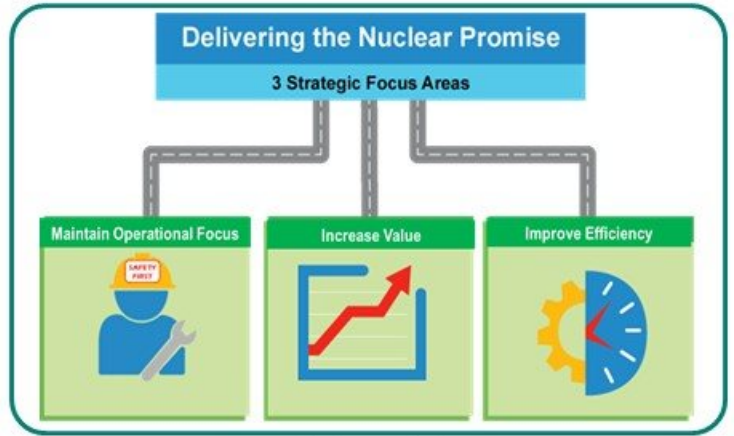 Delivering the Nuclear Promise
3 Strategic Focus Areas
Maintain Operational Focus
Increase Value
Improve Efficiency
SAFETY
FIRST